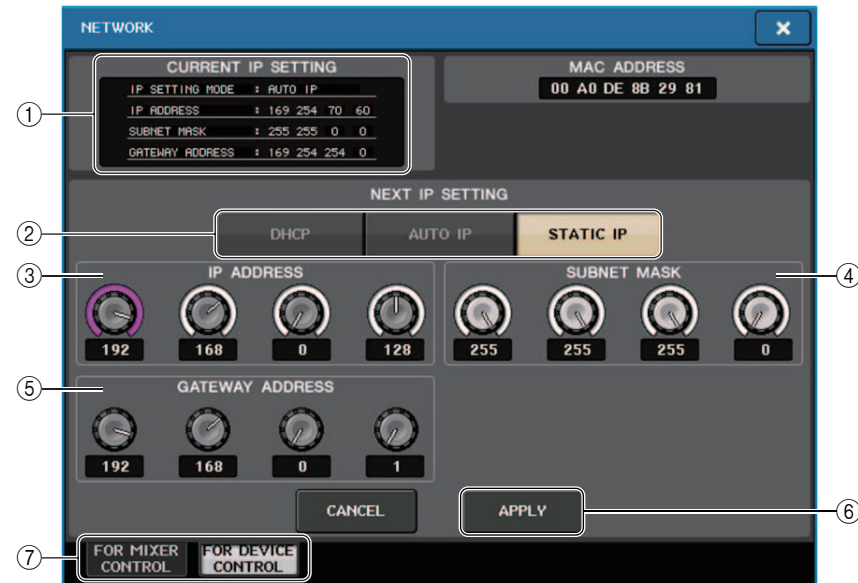 NETWORK
×
CURRENT IP SETTING
IP SETTING MODE : AUTO IP
IP ADDRESS : 169 254 70 60
SUBNET MASK : 255 255 0 0
GATEWAY ADDRESS : 169 254 254 0
MAC ADDRESS
00 A0 DE 8B 29 81
①
NEXT IP SETTING
②
DHCP AUTO IP STATIC IP
③
IP ADDRESS
192 168 0 128
SUBNET MASK
④
255 255 255 0
⑤
GATEWAY ADDRESS
192 168 0 1
CANCEL
APPLY
⑥
⑦
FOR MIXER CONTROL
FOR DEVICE CONTROL